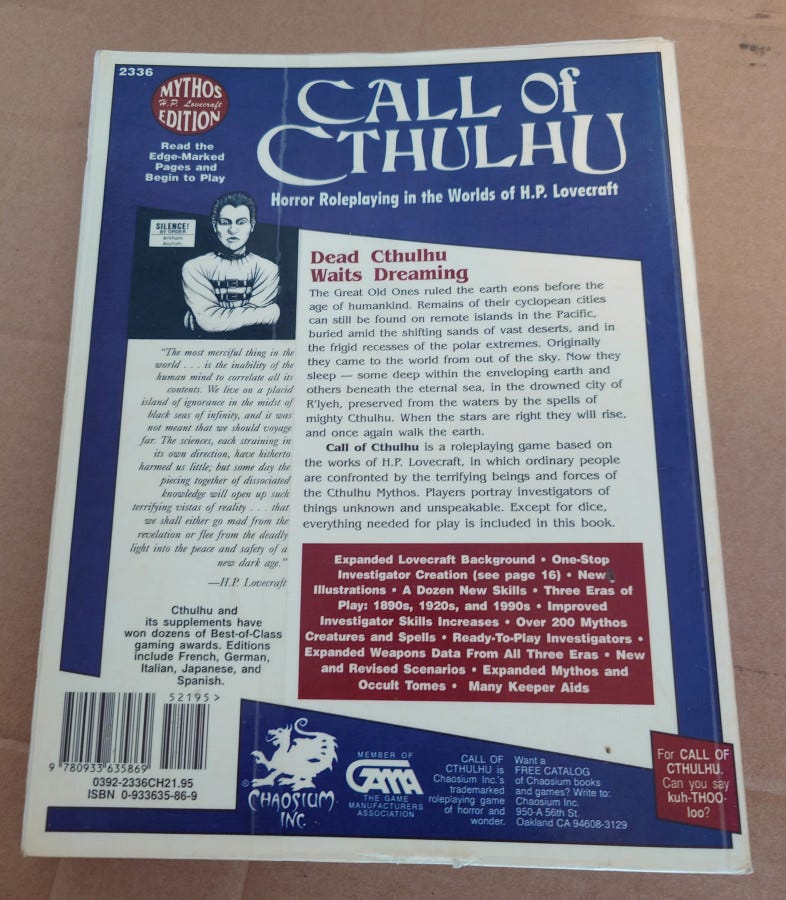 2336
MYTHOS
H.P. Lovecraft
EDITION
Read the
Edge-Marked
Pages and
Begin to Play
CALL Of
CTHULHU
Horror Roleplaying in the Worlds of H.P. Lovecraft
SILENCE!
BY ORDER
Arkham
Asylum
"The most merciful thing in the
world . . . is the inability of the
human mind to correlate all its
contents. We live on a placid
island of ignorance in the midst of
black seas of infinity, and it was
not meant that we should voyage
far. The sciences, each straining in
its own direction, have hitherto
harmed us little; but some day the
piecing together of dissociated
knowledge will open up such
terrifying vistas of reality . . . that
we shall either go mad from the
revelation or flee from the deadly
light into the peace and safety of a
new dark age."
—H.P. Lovecraft
Cthulhu and
its supplements have
won dozens of Best-of-Class
gaming awards. Editions
include French, German,
Italian, Japanese, and
Spanish.
Dead Cthulhu
Waits Dreaming
The Great Old Ones ruled the earth eons before the
age of humankind. Remains of their cyclopean cities
can still be found on remote islands in the Pacific,
buried amid the shifting sands of vast deserts, and in
the frigid recesses of the polar extremes. Originally
they came to the world from out of the sky. Now they
sleep — some deep within the enveloping earth and
others beneath the eternal sea, in the drowned city of
R'lyeh, preserved from the waters by the spells of
mighty Cthulhu. When the stars are right they will rise,
and once again walk the earth.
Call of Cthulhu is a roleplaying game based on
the works of H.P. Lovecraft, in which ordinary people
are confronted by the terrifying beings and forces of
the Cthulhu Mythos. Players portray investigators of
things unknown and unspeakable. Except for dice,
everything needed for play is included in this book.
Expanded Lovecraft Background • One-Stop
Investigator Creation (see page 16) • New
Illustrations • A Dozen New Skills • Three Eras of
Play: 1890s, 1920s, and 1990s • Improved
Investigator Skills Increases • Over 200 Mythos
Creatures and Spells • Ready-To-Play Investigators •
Expanded Weapons Data From All Three Eras • New
and Revised Scenarios • Expanded Mythos and
Occult Tomes • Many Keeper Aids
52195>
9 780933 635869
0392-2336CH21.95
ISBN 0-933635-86-9
®
CHAOSIUM
INC.
MEMBER OF
GAMA
THE GAME
MANUFACTURERS
ASSOCIATION
CALL OF
CTHULHU is
Chaosium Inc.'s
trademarked
roleplaying game
of horror and
wonder.
Want a
FREE CATALOG
of Chaosium books
and games? Write to:
Chaosium Inc.
950-A 56th St.
Oakland CA 94608-3129
For CALL OF
CTHULHU.
Can you say
kuh-THOO-
loo?